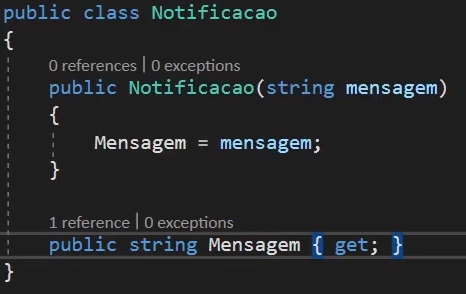 public class Notificacao
{
0 references | 0 exceptions
public Notificacao(string mensagem)
{
Mensagem = mensagem;
}
1 reference | 0 exceptions
public string Mensagem { get; }
}